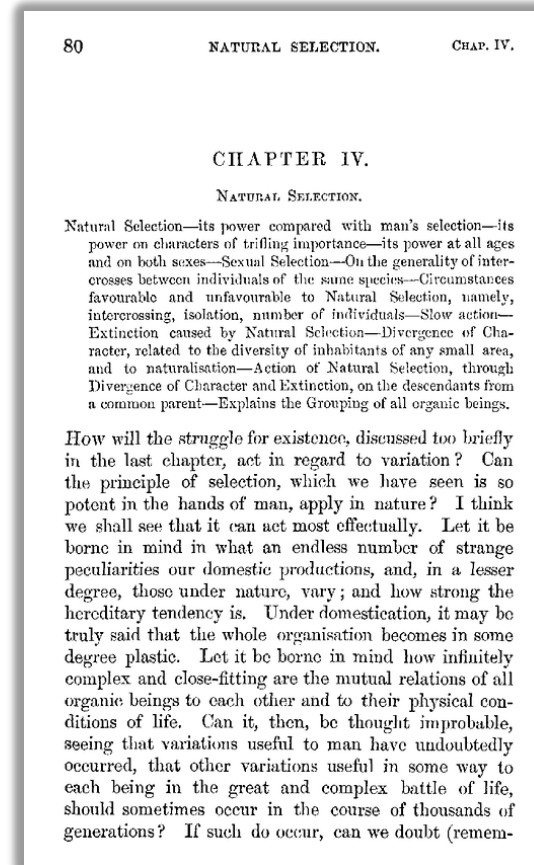 80 NATURAL SELECTION. CHAP. IV.
CHAPTER IV.
NATURAL SELECTION.
Natural Selection—its power compared with man's selection—its
power on characters of trifling importance—its power at all ages
and on both sexes—Sexual Selection—On the generality of inter-
crosses between individuals of the same species—Circumstances
favourable and unfavourable to Natural Selection, namely,
intercrossing, isolation, number of individuals—Slow action—
Extinction caused by Natural Selection—Divergence of Cha-
racter, related to the diversity of inhabitants of any small area,
and to naturalisation—Action of Natural Selection, through
Divergence of Character and Extinction, on the descendants from
a common parent—Explains the Grouping of all organic beings.
How will the struggle for existence, discussed too briefly
in the last chapter, act in regard to variation? Can
the principle of selection, which we have seen is so
potent in the hands of man, apply in nature? I think
we shall see that it can act most effectually. Let it be
borne in mind in what an endless number of strange
peculiarities our domestic productions, and, in a lesser
degree, those under nature, vary; and how strong the
hereditary tendency is. Under domestication, it may be
truly said that the whole organisation becomes in some
degree plastic. Let it be borne in mind how infinitely
complex and close-fitting are the mutual relations of all
organic beings to each other and to their physical con-
ditions of life. Can it, then, be thought improbable,
seeing that variations useful to man have undoubtedly
occurred, that other variations useful in some way to
each being in the great and complex battle of life,
should sometimes occur in the course of thousands of
generations? If such do occur, can we doubt (remem-